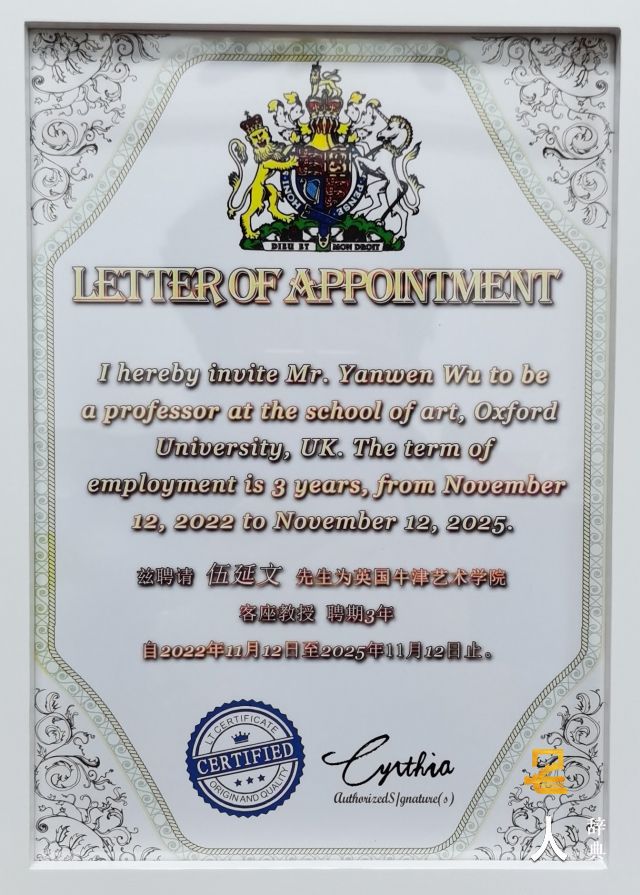 HONI
PENSE
DIEU ET MON DROIT
LETTER OF APPOINTMENT
I hereby invite Mr. Yanwen Wu to be
a professor at the school of art, Oxford
University, UK. The term of
employment is 3 years, from November
12, 2022 to November 12, 2025.
兹聘请 伍延文 先生为英国牛津艺术学院
客座教授 聘期3年
自2022年11月12日至2025年11月12日止。
CERTIFICATE
CERTIFIED
ORIGIN AND QUALITY
Cynthia
AuthorizedS/gnature(s)
名
人
辞典